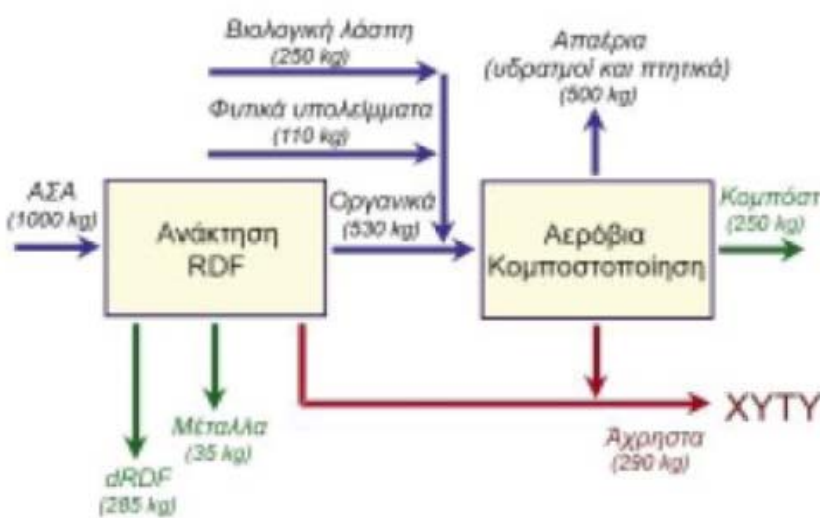 Βιολογική λάσπη
(250 kg)
Απαέρια
(υδρατμοί και πτητικά)
(500 kg)
Φυτικά υπολείμματα
(110 kg)
ΑΣΑ
(1000 kg)
Οργανικά
(530 kg)
Κομπόστ
(250 kg)
Ανάκτηση
RDF
Αερόβια
Κομποστοποίηση
ΧΥΤΥ
Μέταλλα
(35 kg)
Άχρηστα
(290 kg)
dRDF
(285 kg)